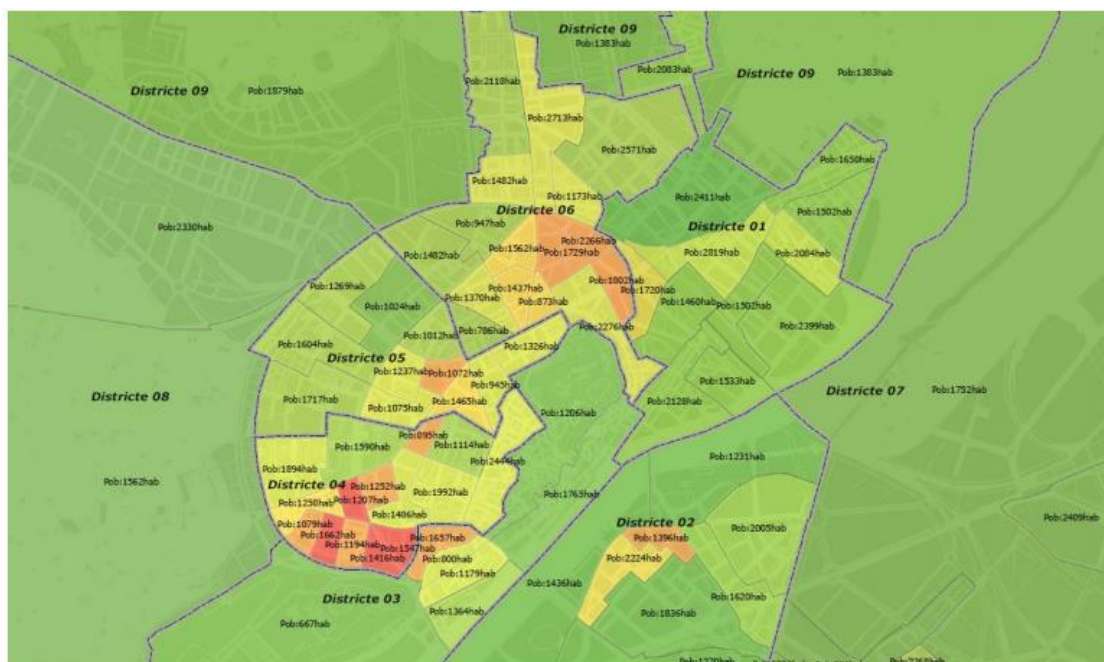 Districte 09
Pob:1383hab
Pob:2118hab
Pob:2083hab
Districte 09
Pob:1383hab
Districte 09
Pob:1879hab
Pob:2713hab
Pob:2571hab
Pob:1650hab
Pob:1482hab
Pob:1173hab
Pob:2411hab
Pob:1502hab
Districte 06
Pob:947hab
Districte 01
Pob:2330hab
Pob:1482hab
Pob:1562hab
Pob:2266hab
Pob:1729hab
Pob:2819hab
Pob:2084hab
Pob:1269hab
Pob:1437hab
Pob:1802hab
Pob:1720hab
Pob:1370hab
Pob:873hab
Pob:1460hab
Pob:1502hab
Pob:1024hab
Pob:2399hab
Pob:1012hab
Pob:786hab
Pob:2276hab
Pob:1604hab
Pob:1326hab
Districte 05
Pob:1237hab
Pob:1072hab
Pob:945hab
Pob:1533hab
Districte 07
Pob:1752hab
Districte 08
Pob:1717hab
Pob:1075hab
Pob:1465hab
Pob:2128hab
Pob:1206hab
Pob:895hab
Pob:1590hab
Pob:1114hab
Pob:1231hab
Pob:2444hab
Pob:1894hab
Districte 04
Pob:1252hab
Pob:1992hab
Pob:1562hab
Pob:1763hab
Pob:1207hab
Pob:1250hab
Pob:1406hab
Pob:2409hab
Pob:1079hab
Pob:1662hab
Districte 02
Pob:2005hab
Pob:1657hab
Pob:1396hab
Pob:1194hab
Pob:1547hab
Pob:1416hab
Pob:800hab
Pob:2224hab
Pob:1179hab
Pob:1436hab
Districte 03
Pob:1620hab
Pob:1364hab
Pob:1836hab
Pob:667hab